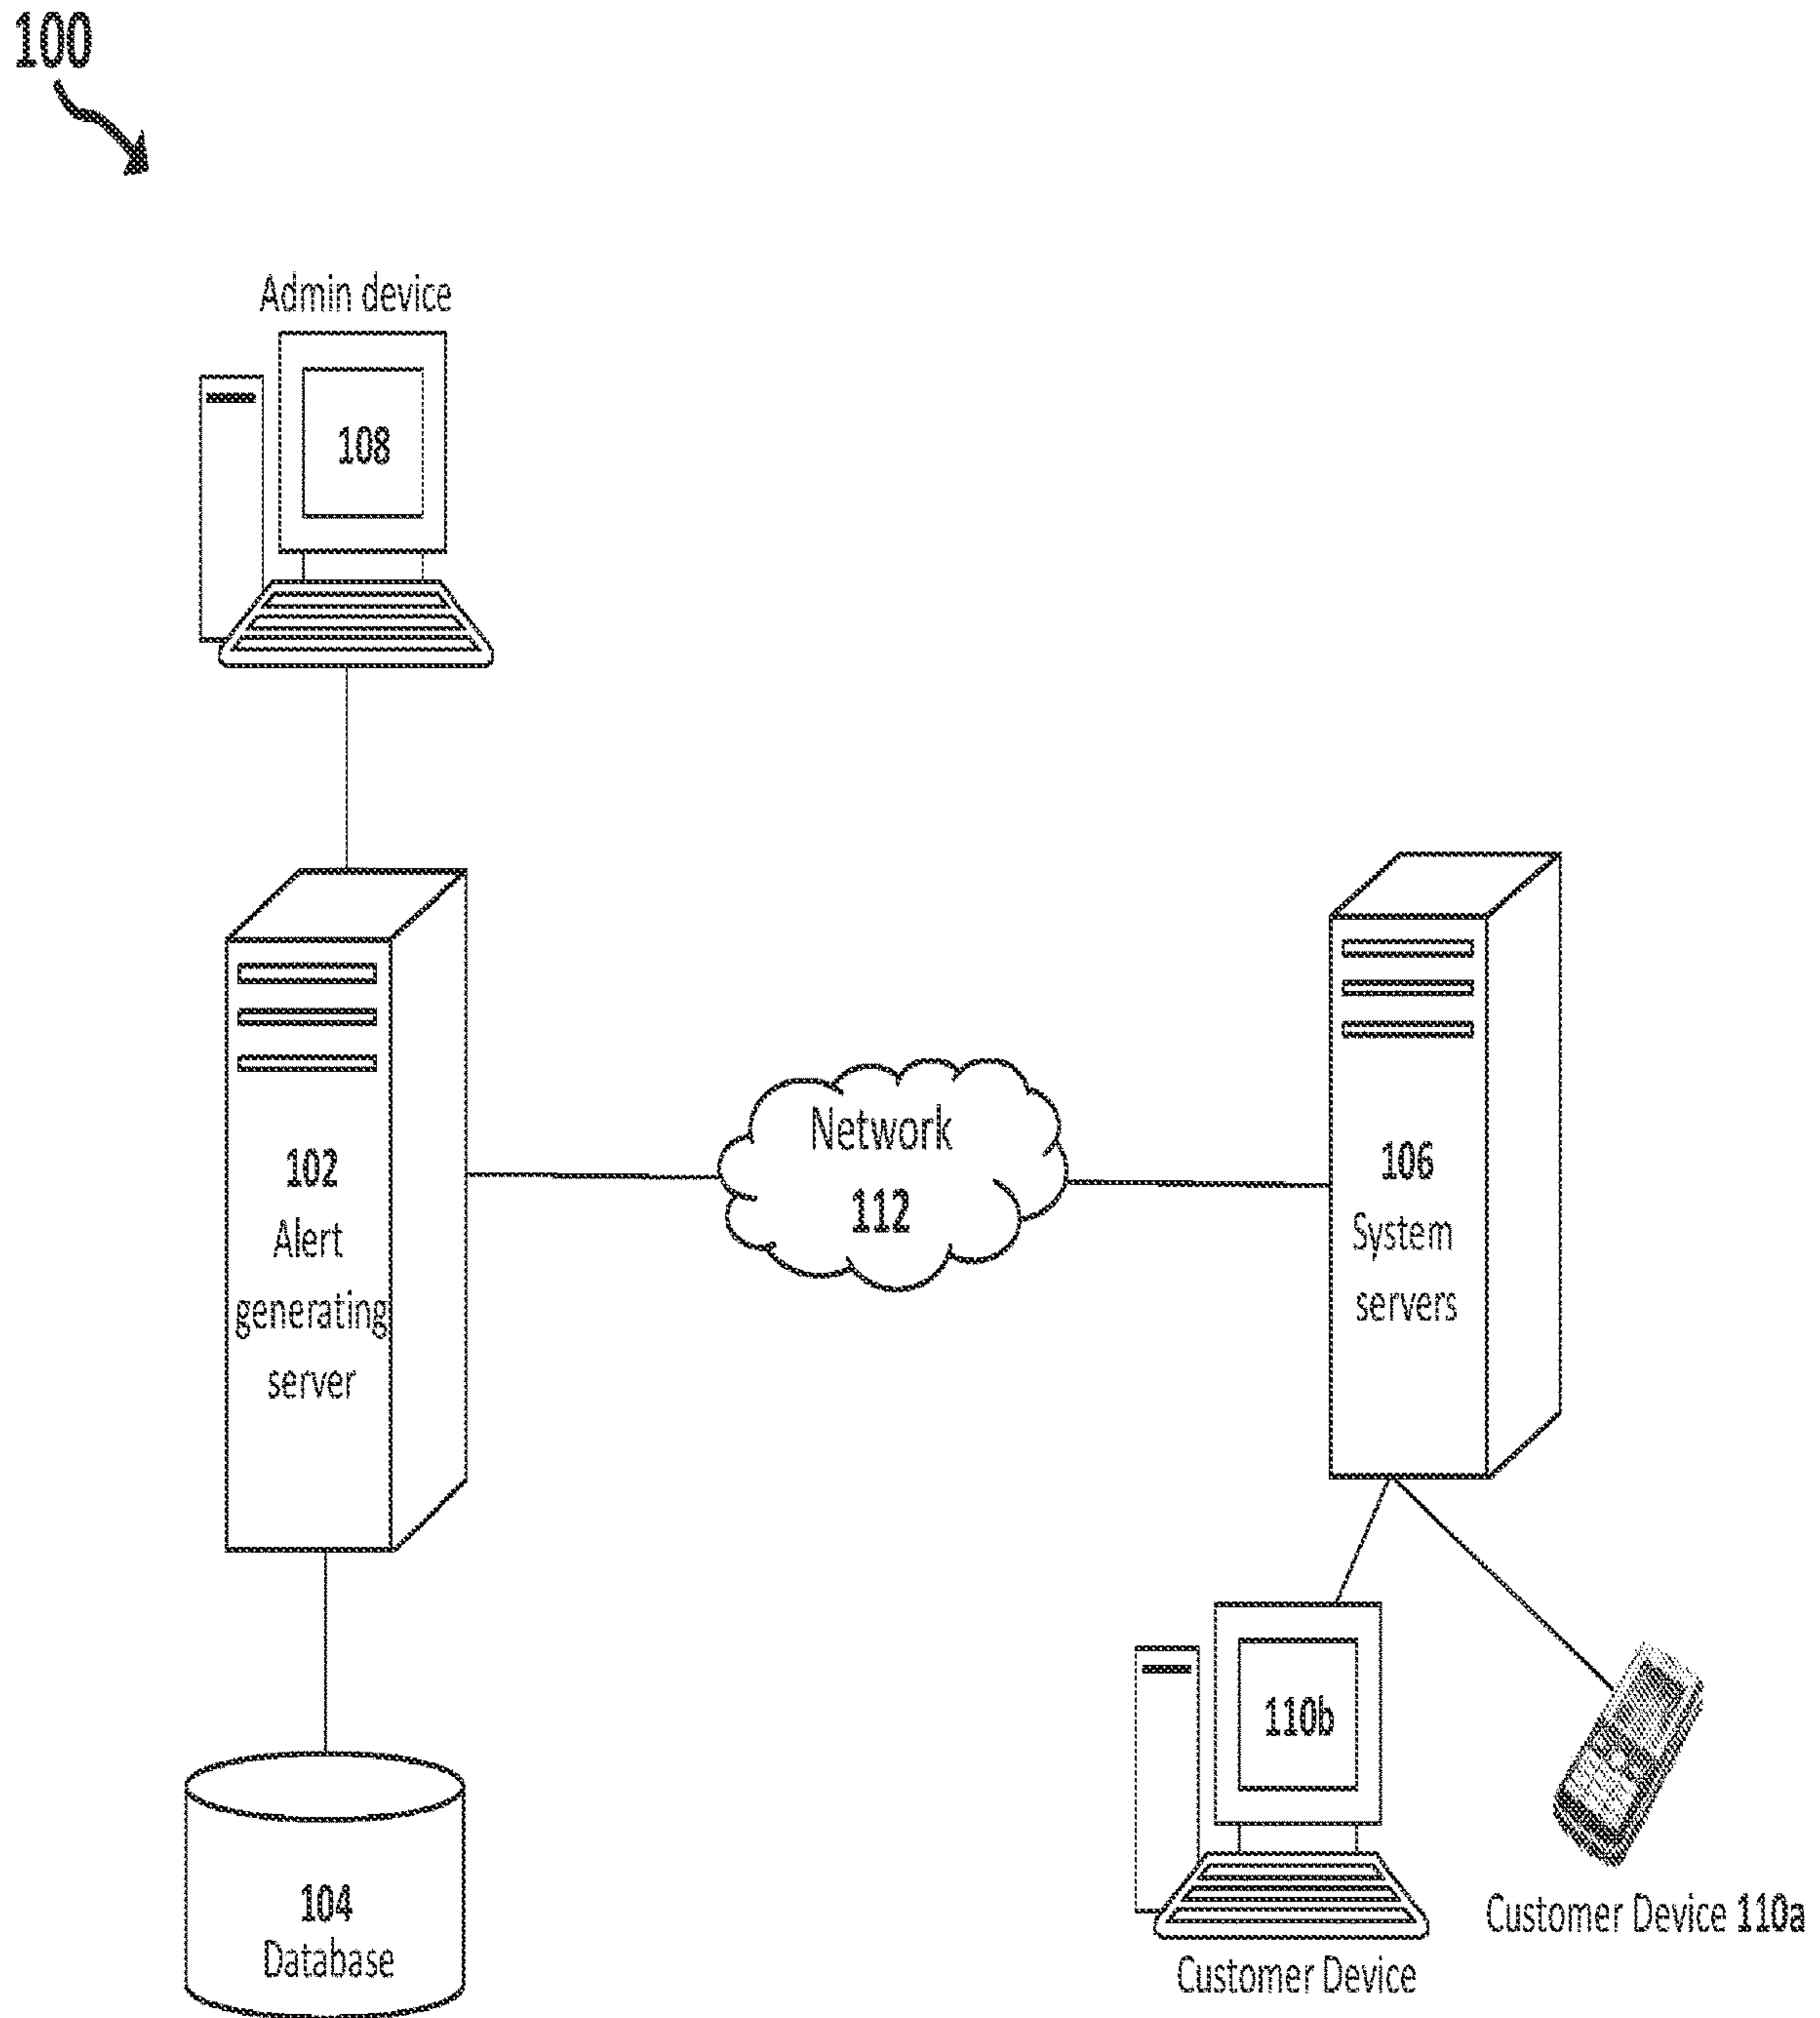 100
Admin device
108
102
Alert
generating
server
Network
112
106
System
servers
104
Database
110b
Customer Device
Customer Device 110a